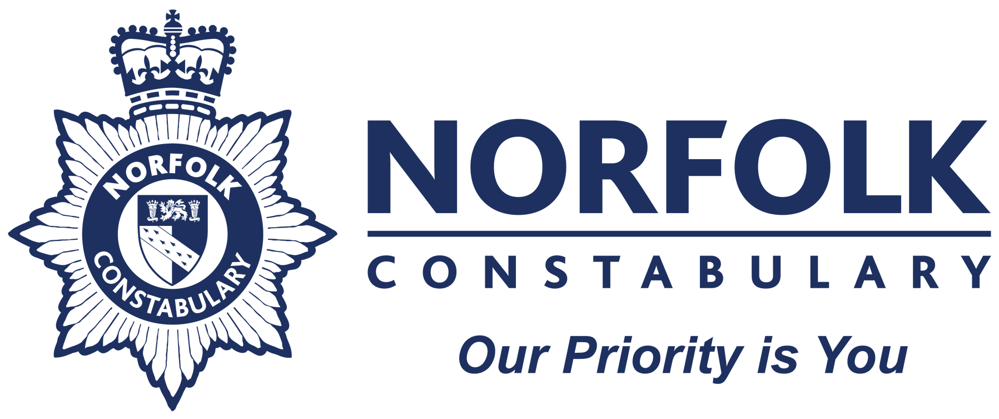 NORFOLK
CONSTABULARY
NORFOLK
CONSTABULARY
Our Priority is You